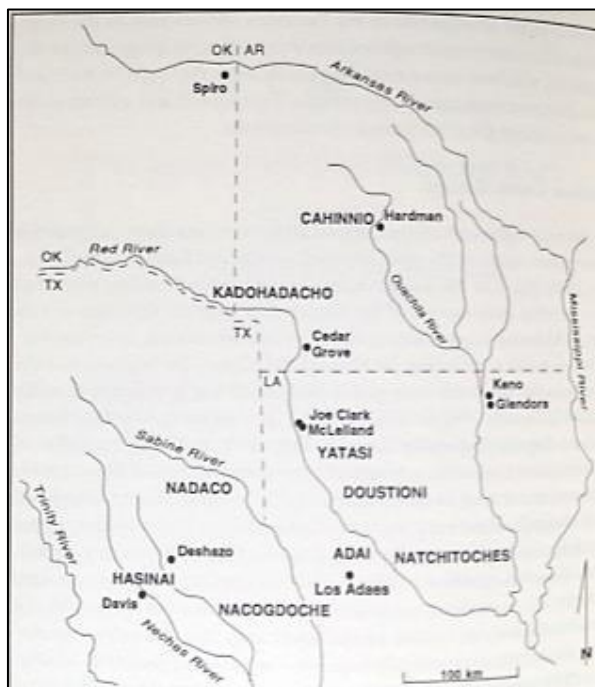 OK | AR
Spiro
Arkansas River
CAHINNIO
Hardman
OK
Red River
TX
KADOHADACHO
Ouachita River
Mississippi River
TX
Cedar
Grove
LA
Keno
Glendors
Joe Clark
McLelland
YATASI
Sabine River
NADACO
DOUSTIONI
Trinity River
Deshazo
ADAI
NATCHITOCHES
HASINAI
Los Adaes
Davis
NACOGDOCHE
Neches River
N
100 km